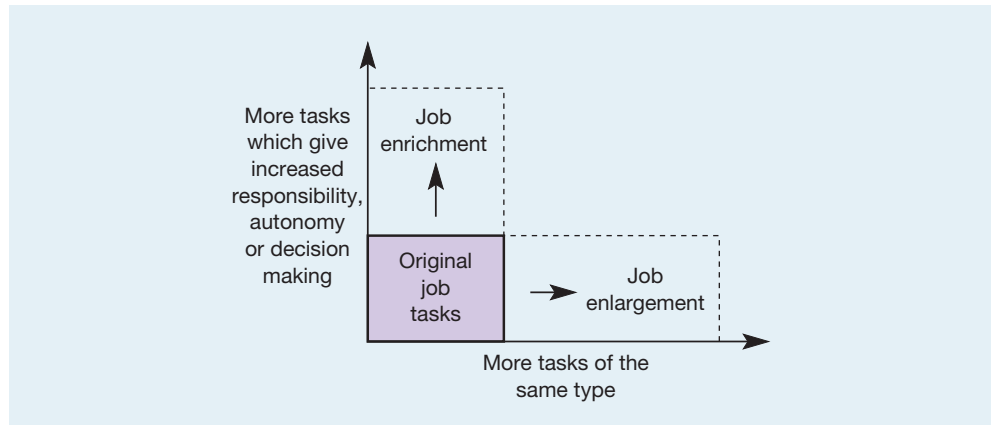 More tasks
which give
increased
responsibility,
autonomy
or decision
making
Job
enrichment
Original
job
tasks
Job
enlargement
More tasks of the
same type